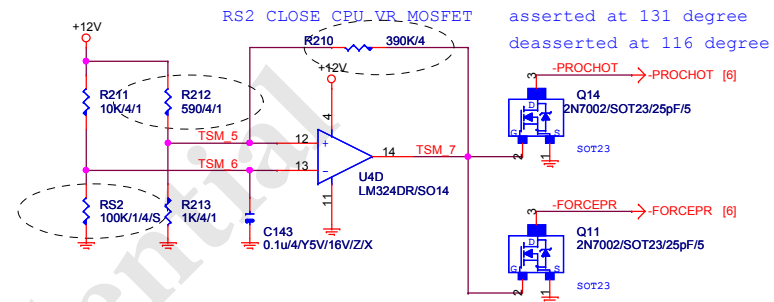 RS2 CLOSE CPU VR MOSFET
asserted at 131 degree
deasserted at 116 degree
+12V
R210
390K/4
+12V
-PROCHOT
-PROCHOT [6]
R211
10K/4/1
R212
590/4/1
3
D
G
S
2
1
Q14
2N7002/SOT23/25pF/5
SOT23
TSM_5
12
+
4
14
TSM_7
TSM_6
13
-
11
U4D
LM324DR/SO14
RS2
100K/1/4/S
R213
1K/4/1
C143
0.1u/4/Y5V/16V/Z/X
-FORCEPR
-FORCEPR [6]
3
D
G
S
2
1
Q11
2N7002/SOT23/25pF/5
SOT23
ential